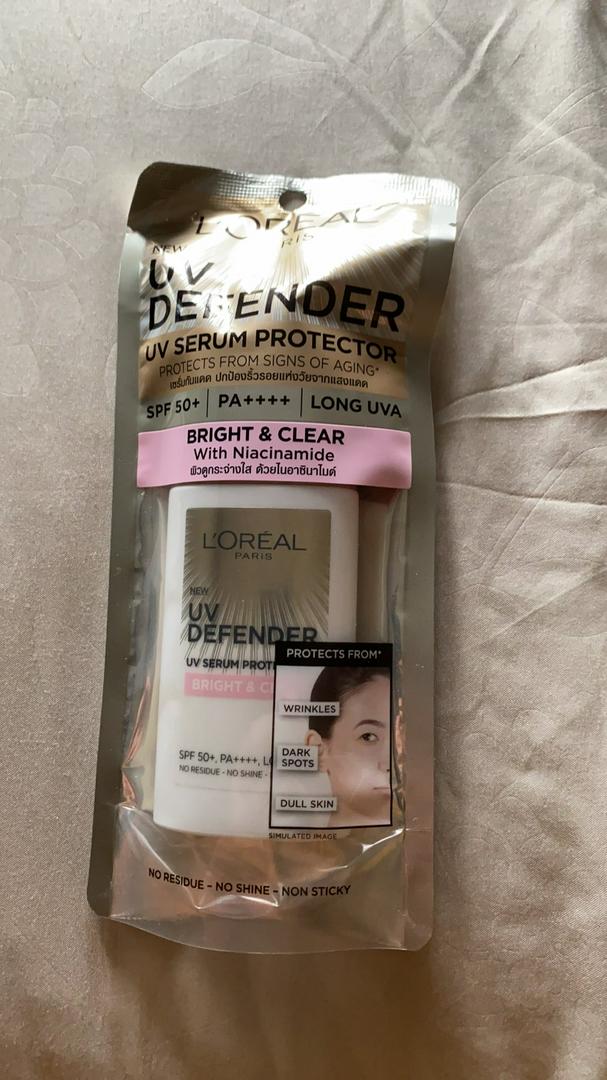 L'ORÉAL
PARIS
NEW
UV
DEFENDER
UV SERUM PROTECTOR
PROTECTS FROM SIGNS OF AGING*
เซรั่มกันแดด ปกป้องริ้วรอยแห่งวัยจากแสงแดด
SPF 50+ | PA++++ | LONG UVA
BRIGHT & CLEAR
With Niacinamide
ผิวดูกระจ่างใส ด้วยไนอาซินาไมด์
L'ORÉAL
PARIS
NEW
UV
DEFENDER
UV SERUM PROT
BRIGHT & C
SPF 50+, PA++++, LO
NO RESIDUE - NO SHINE -
PROTECTS FROM*
WRINKLES
DARK
SPOTS
DULL SKIN
SIMULATED IMAGE
NO RESIDUE – NO SHINE – NON STICKY